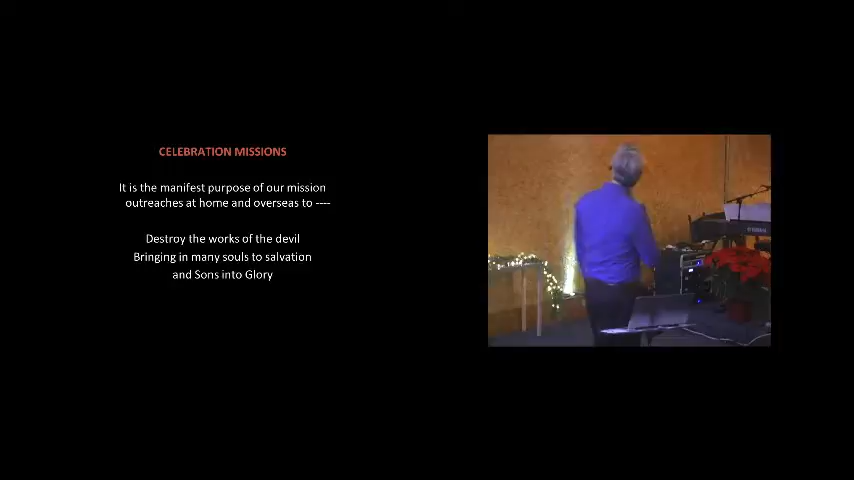 CELEBRATION MISSIONS
It is the manifest purpose of our mission
outreaches at home and overseas to ----
Destroy the works of the devil
Bringing in many souls to salvation
and Sons into Glory
YAMAHA